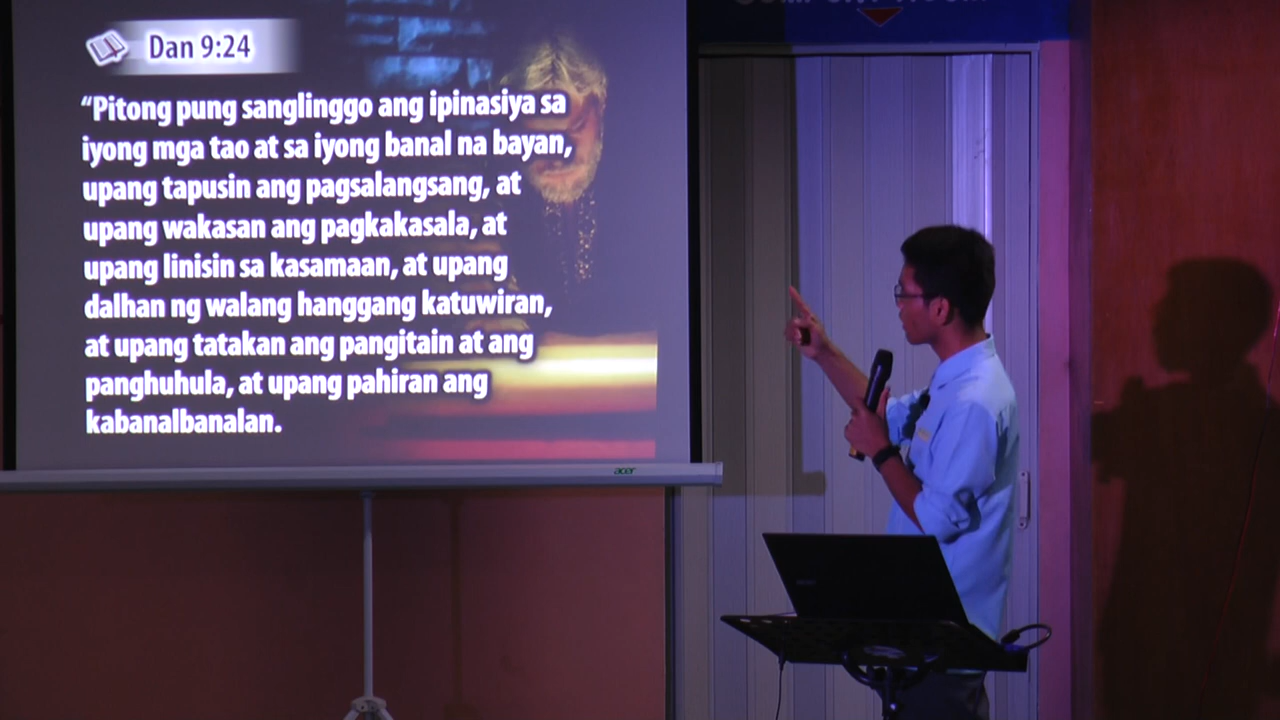 Dan 9:24
“Pitong pung sanglinggo ang ipinasiya sa
iyong mga tao at sa iyong banal na bayan,
upang tapusin ang pagsalangsang, at
upang wakasan ang pagkakasala, at
upang linisin sa kasamaan, at upang
dalhan ng walang hanggang katuwiran,
at upang tatakan ang pangitain at ang
panghuhula, at upang pahiran ang
kabanalbanalan.
acer